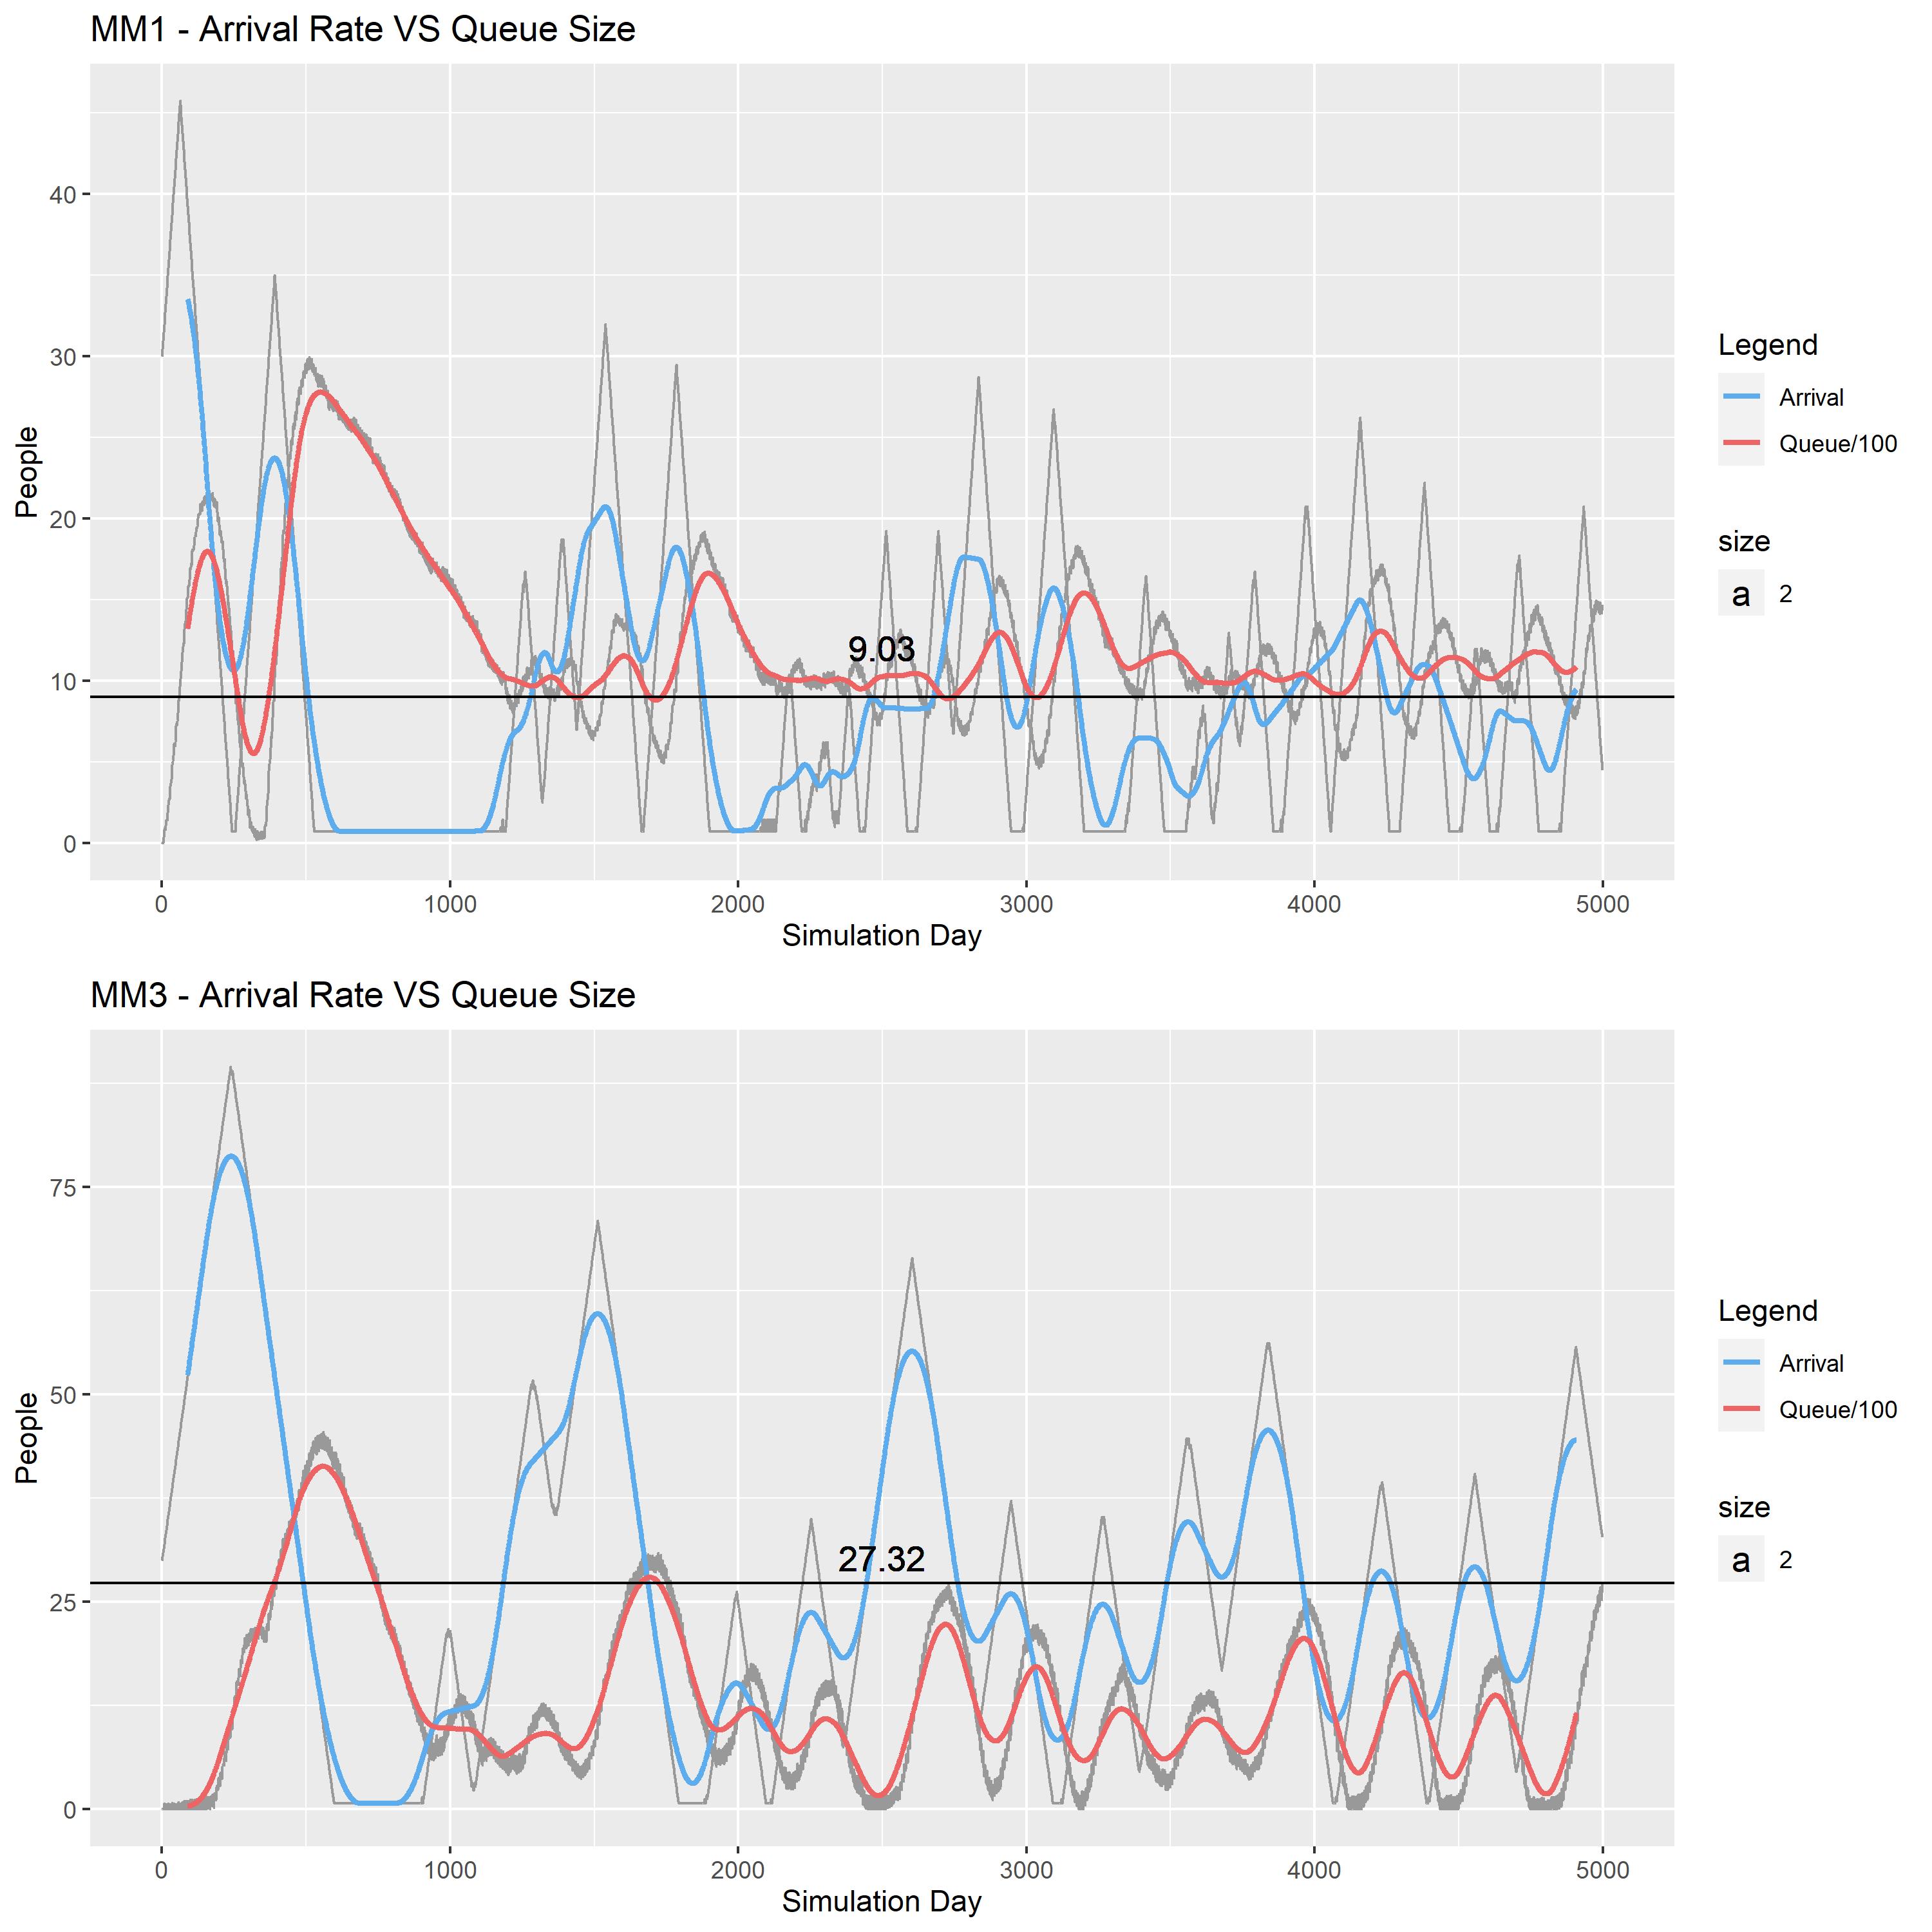 MM1 - Arrival Rate VS Queue Size
People
40
30
20
10
0
9.03
0 1000 2000 3000 4000 5000
Simulation Day
Legend
Arrival
Queue/100
size
a 2
MM3 - Arrival Rate VS Queue Size
People
75
50
25
0
27.32
0 1000 2000 3000 4000 5000
Simulation Day
Legend
Arrival
Queue/100
size
a 2